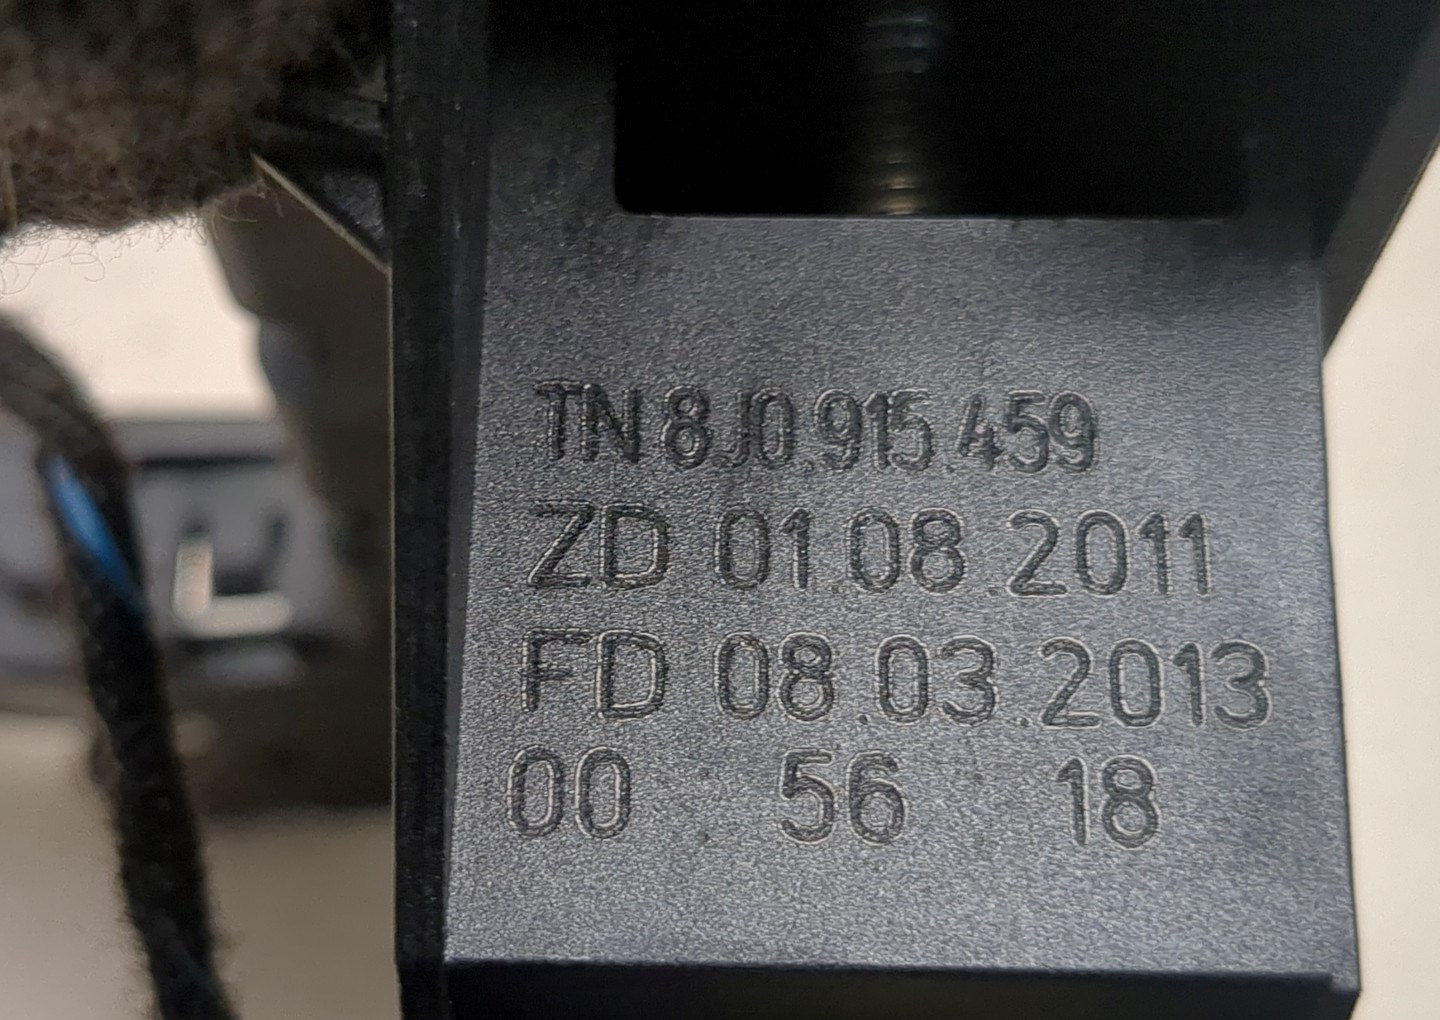 TN 8J0.915.459
ZD 01.08.2011
FD 08.03.2013
00 56 18